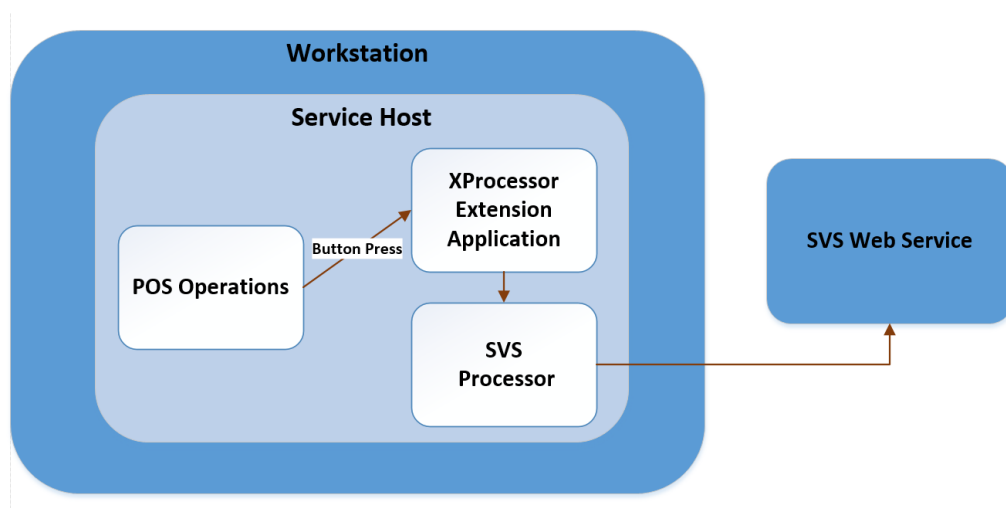 Workstation
Service Host
XProcessor
Extension
Application
Button Press
POS Operations
SVS
Processor
SVS Web Service